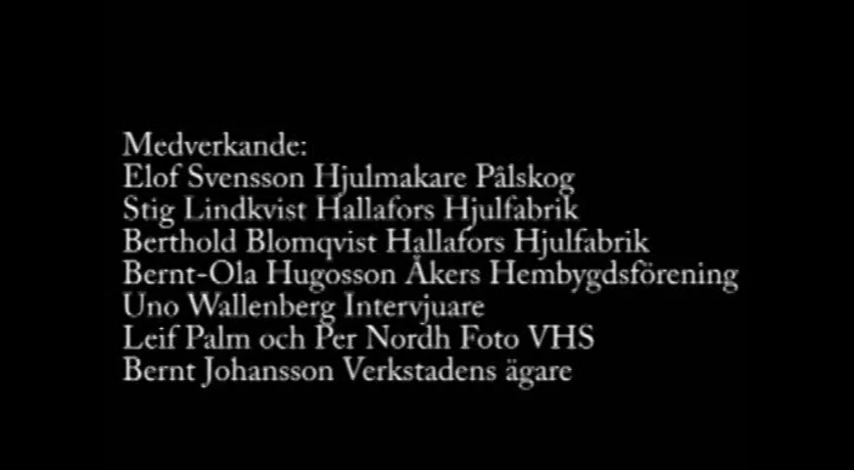 Medverkande:
Elof Svensson Hjulmakare Pålskog
Stig Lindkvist Hallafors Hjulfabrik
Berthold Blomqvist Hallafors Hjulfabrik
Bernt-Ola Hugosson Åkers Hembygdsförening
Uno Wallenberg Intervjuare
Leif Palm och Per Nordh Foto VHS
Bernt Johansson Verkstadens ägare